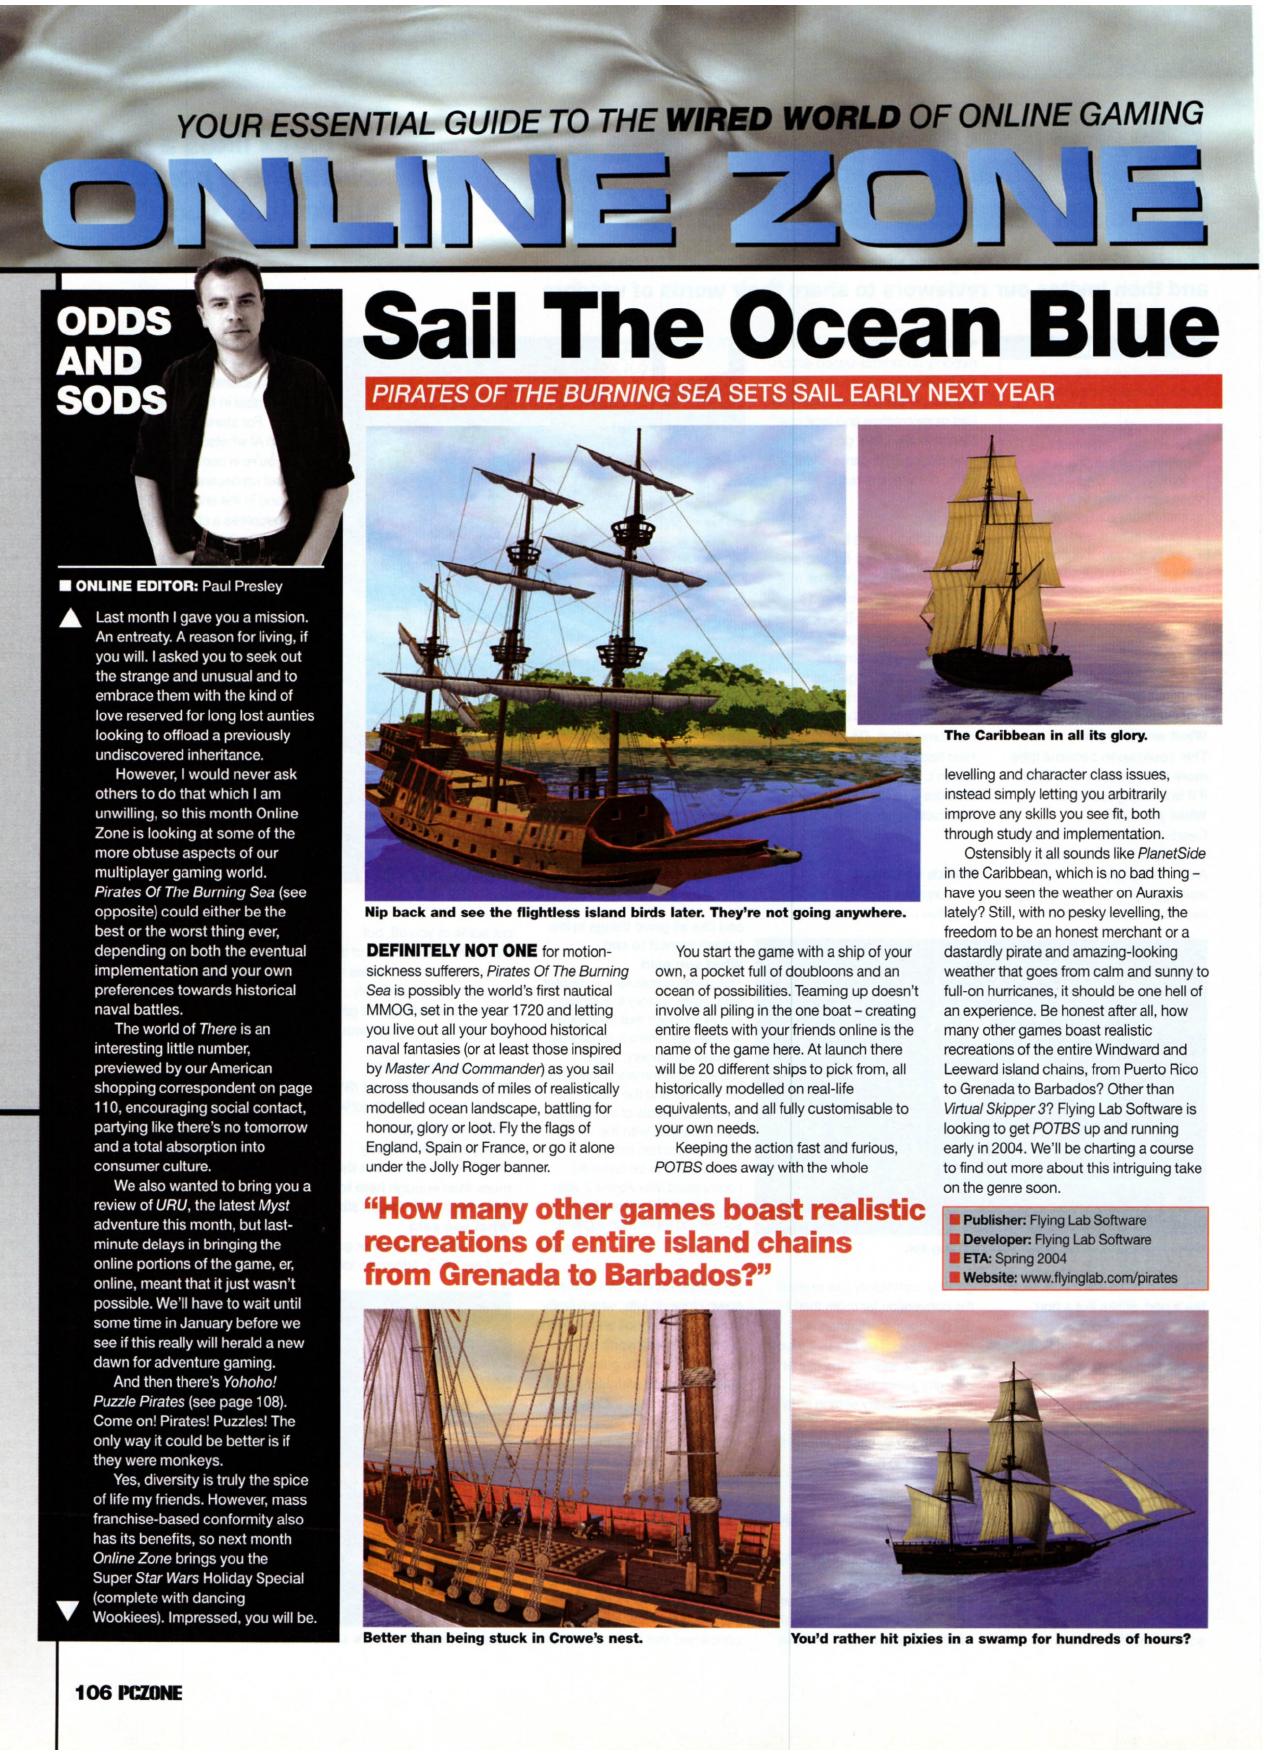 YOUR ESSENTIAL GUIDE TO THE WIRED WORLD OF ONLINE GAMING
ONLINE ZONE
ODDS
AND
SODS
■ ONLINE EDITOR: Paul Presley
Last month I gave you a mission.
An entreaty. A reason for living, if
you will. I asked you to seek out
the strange and unusual and to
embrace them with the kind of
love reserved for long lost aunties
looking to offload a previously
undiscovered inheritance.
However, I would never ask
others to do that which I am
unwilling, so this month Online
Zone is looking at some of the
more obtuse aspects of our
multiplayer gaming world.
Pirates Of The Burning Sea (see
opposite) could either be the
best or the worst thing ever,
depending on both the eventual
implementation and your own
preferences towards historical
naval battles.
The world of There is an
interesting little number,
previewed by our American
shopping correspondent on page
110, encouraging social contact,
partying like there's no tomorrow
and a total absorption into
consumer culture.
We also wanted to bring you a
review of URU, the latest Myst
adventure this month, but last-
minute delays in bringing the
online portions of the game, er,
online, meant that it just wasn't
possible. We'll have to wait until
some time in January before we
see if this really will herald a new
dawn for adventure gaming.
And then there's Yohoho!
Puzzle Pirates (see page 108).
Come on! Pirates! Puzzles! The
only way it could be better is if
they were monkeys.
Yes, diversity is truly the spice
of life my friends. However, mass
franchise-based conformity also
has its benefits, so next month
Online Zone brings you the
Super Star Wars Holiday Special
(complete with dancing
Wookiees). Impressed, you will be.
Sail The Ocean Blue
PIRATES OF THE BURNING SEA SETS SAIL EARLY NEXT YEAR
The Caribbean in all its glory.
Nip back and see the flightless island birds later. They're not going anywhere.
DEFINITELY NOT ONE for motion-
sickness sufferers, Pirates Of The Burning
Sea is possibly the world's first nautical
MMOG, set in the year 1720 and letting
you live out all your boyhood historical
naval fantasies (or at least those inspired
by Master And Commander) as you sail
across thousands of miles of realistically
modelled ocean landscape, battling for
honour, glory or loot. Fly the flags of
England, Spain or France, or go it alone
under the Jolly Roger banner.
You start the game with a ship of your
own, a pocket full of doubloons and an
ocean of possibilities. Teaming up doesn't
involve all piling in the one boat – creating
entire fleets with your friends online is the
name of the game here. At launch there
will be 20 different ships to pick from, all
historically modelled on real-life
equivalents, and all fully customisable to
your own needs.
Keeping the action fast and furious,
POTBS does away with the whole
levelling and character class issues,
instead simply letting you arbitrarily
improve any skills you see fit, both
through study and implementation.
Ostensibly it all sounds like PlanetSide
in the Caribbean, which is no bad thing –
have you seen the weather on Auraxis
lately? Still, with no pesky levelling, the
freedom to be an honest merchant or a
dastardly pirate and amazing-looking
weather that goes from calm and sunny to
full-on hurricanes, it should be one hell of
an experience. Be honest after all, how
many other games boast realistic
recreations of the entire Windward and
Leeward island chains, from Puerto Rico
to Grenada to Barbados? Other than
Virtual Skipper 3? Flying Lab Software is
looking to get POTBS up and running
early in 2004. We'll be charting a course
to find out more about this intriguing take
on the genre soon.
"How many other games boast realistic
recreations of entire island chains
from Grenada to Barbados?"
■ Publisher: Flying Lab Software
■ Developer: Flying Lab Software
■ ETA: Spring 2004
■ Website: www.flyinglab.com/pirates
Better than being stuck in Crowe's nest.
You'd rather hit pixies in a swamp for hundreds of hours?
106 PCZONE